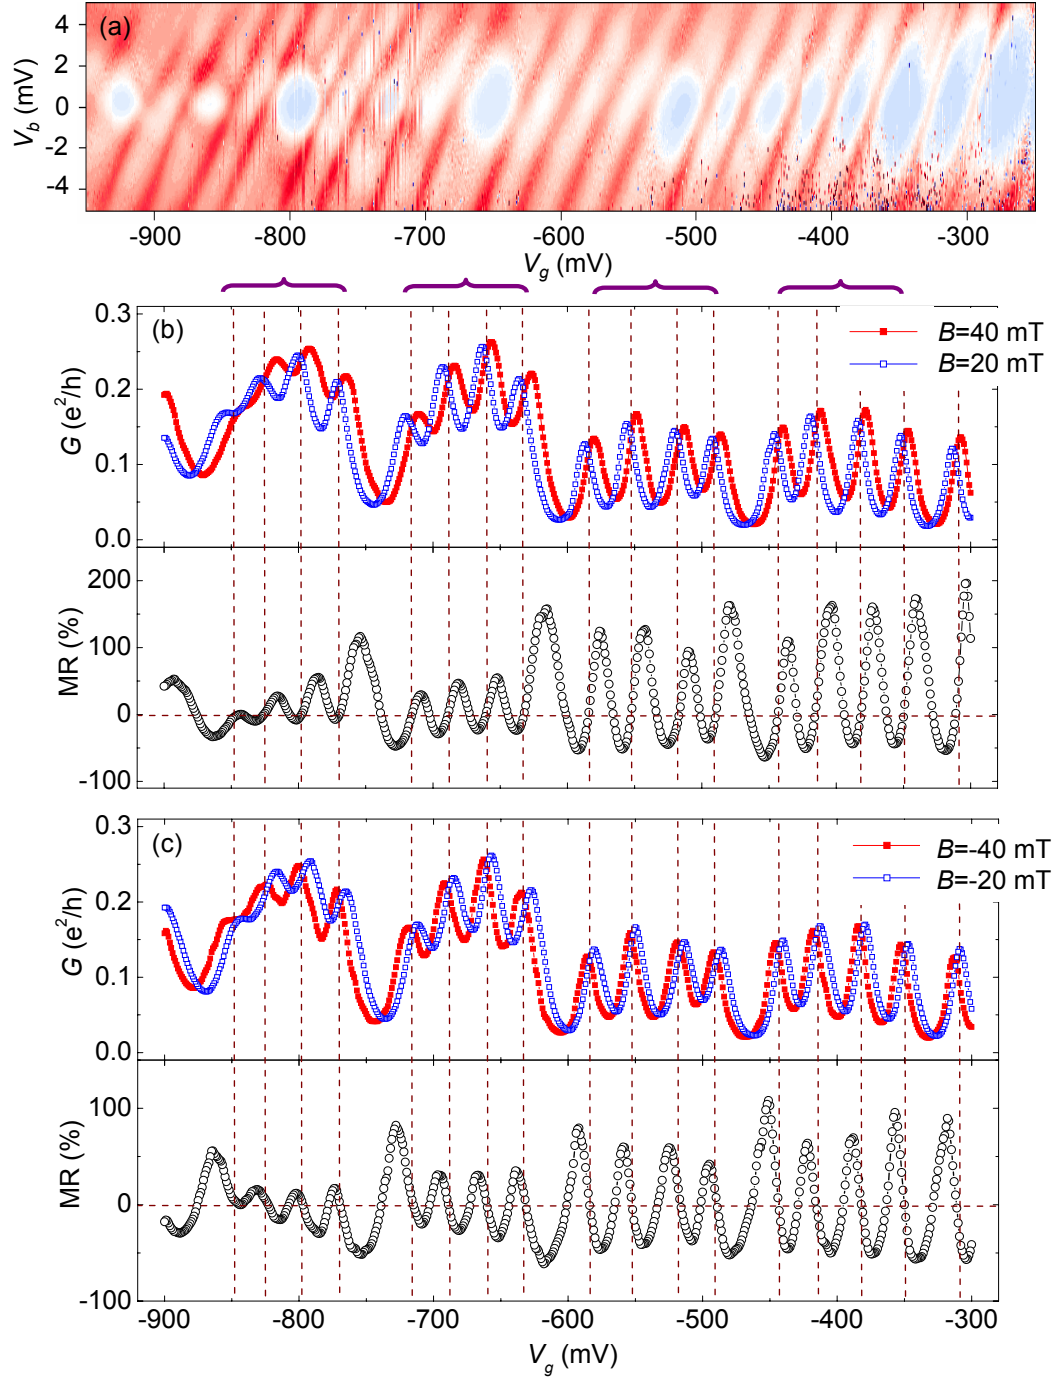 (a)
V_b (mV)
4
2
0
-2
-4
-900 -800 -700 -600 -500 -400 -300
V_g (mV)
(b)
B=40 mT
B=20 mT
G (e²/h)
0.3
0.2
0.1
0.0
MR (%)
200
100
0
-100
(c)
B=-40 mT
B=-20 mT
G (e²/h)
0.3
0.2
0.1
0.0
MR (%)
100
0
-100
-900 -800 -700 -600 -500 -400 -300
V_g (mV)